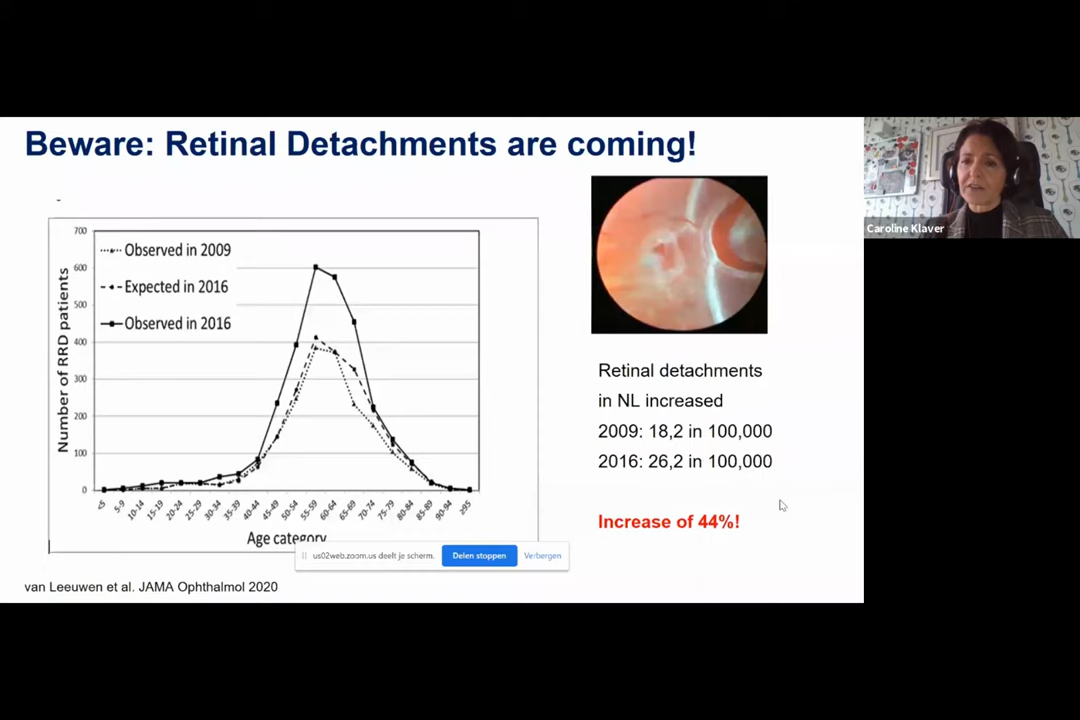 Beware: Retinal Detachments are coming!
Caroline Klaver
700
600
500
400
300
200
100
0
Number of RRD patients
Observed in 2009
Expected in 2016
Observed in 2016
<5
5-9
10-14
15-19
20-24
25-29
30-34
35-39
40-44
45-49
50-54
55-59
60-64
65-69
70-74
75-79
80-84
85-89
90-94
≥95
Age category
Retinal detachments
in NL increased
2009: 18,2 in 100,000
2016: 26,2 in 100,000
Increase of 44%!
us02web.zoom.us deelt je scherm.
Delen stoppen
Verbergen
van Leeuwen et al. JAMA Ophthalmol 2020